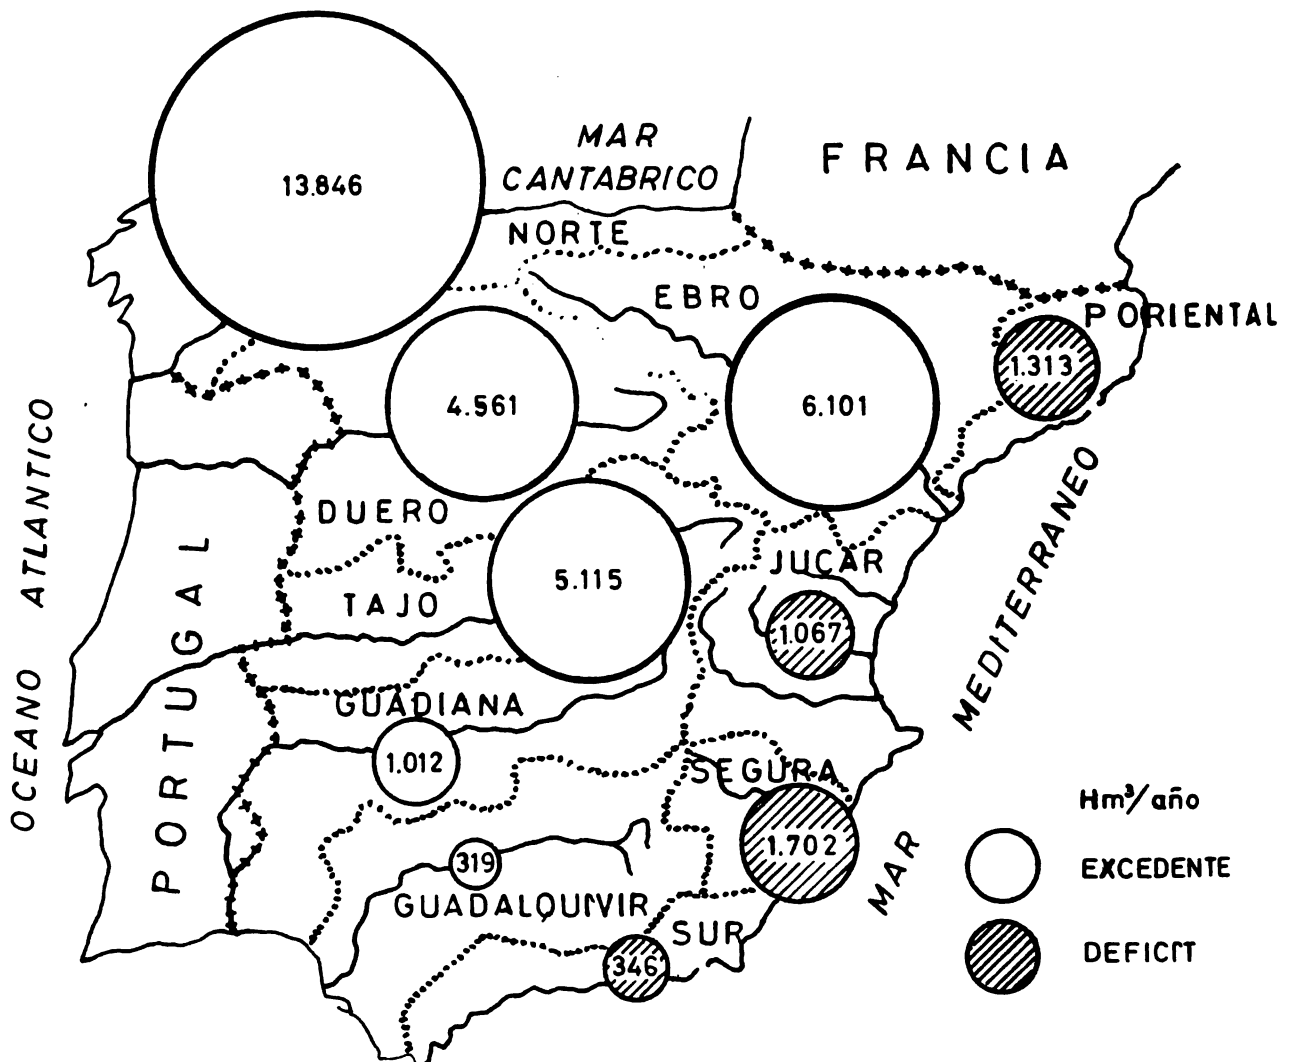 MAR
CANTABRICO
FRANCIA
13.846
NORTE
EBRO
P ORIENTAL
1.313
4.561
6.101
DUERO
JUCAR
5.115
TAJO
1.067
GUADIANA
1.012
SEGURA
1.702
319
GUADALQUIVIR
SUR
346
OCEANO ATLANTICO
PORTUGAL
MAR MEDITERRANEO
Hm³/año
EXCEDENTE
DEFICIT